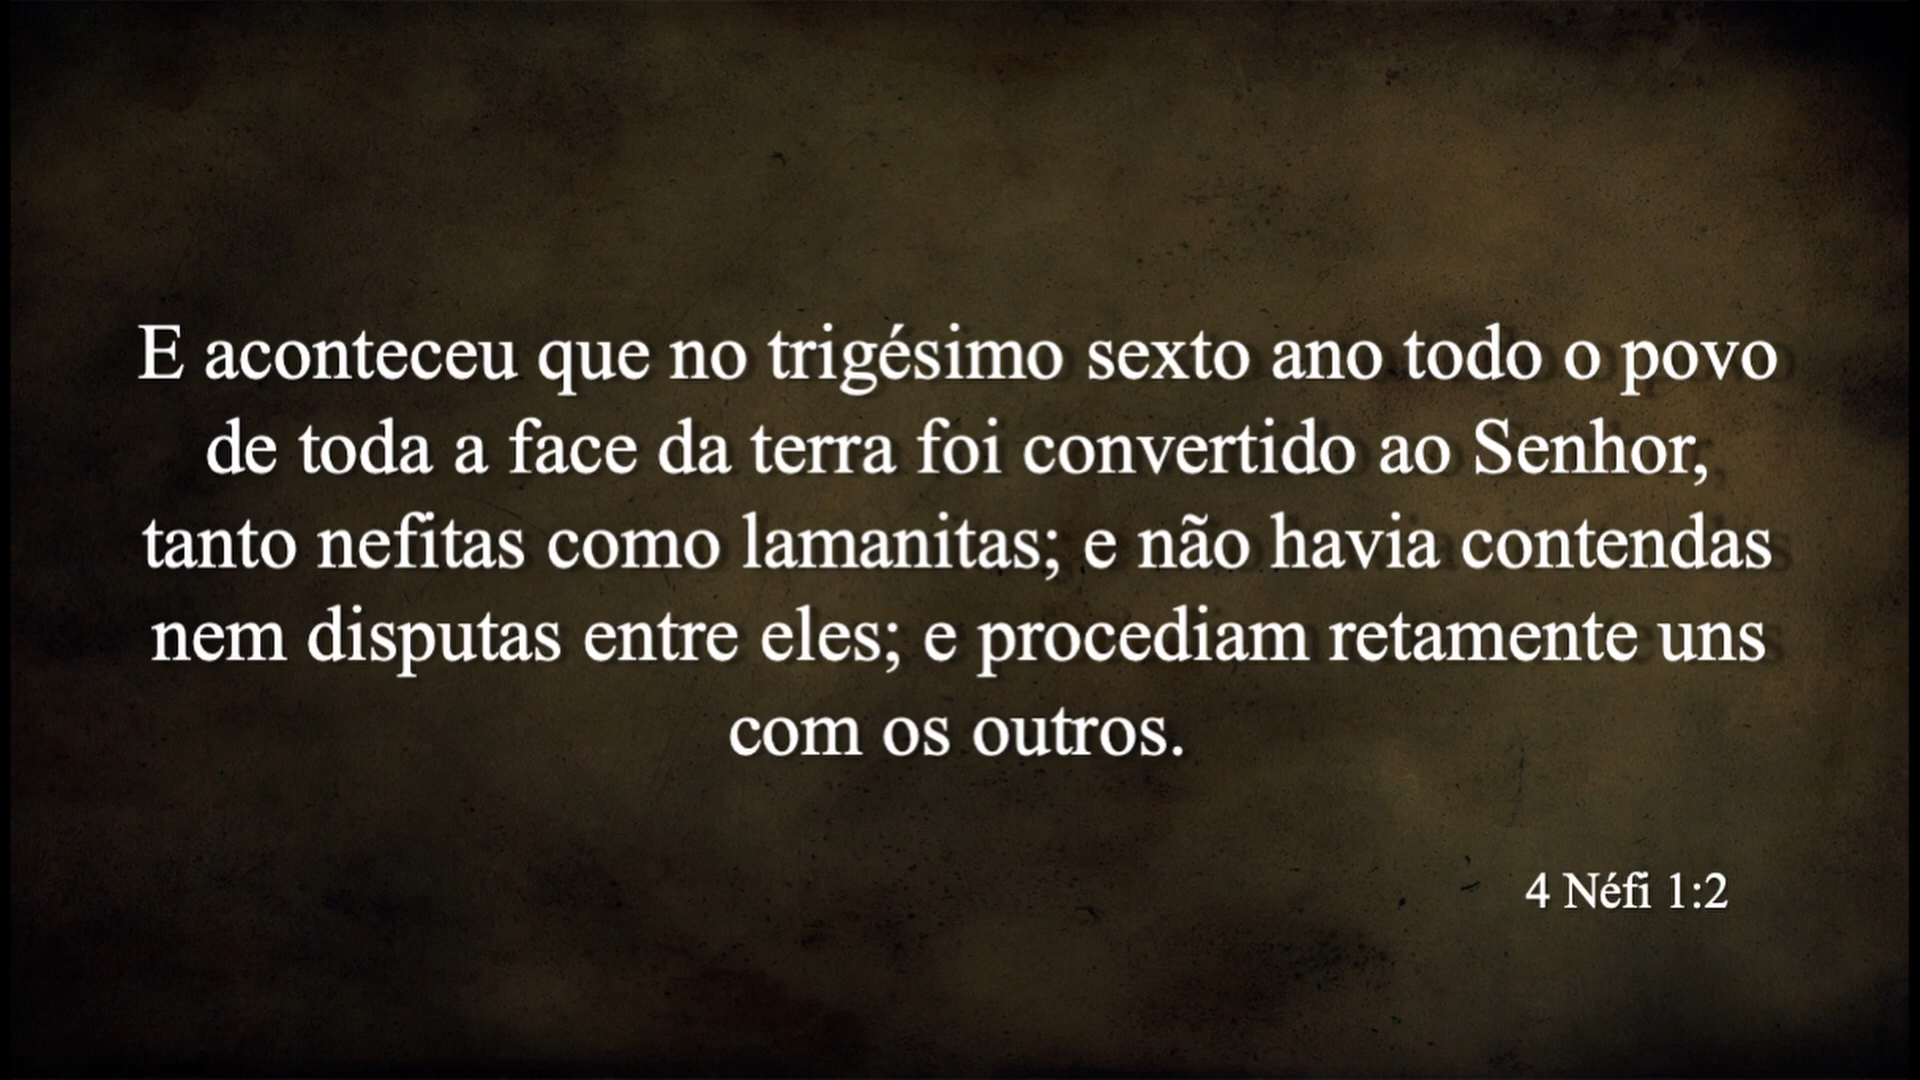 E aconteceu que no trigésimo sexto ano todo o povo
de toda a face da terra foi convertido ao Senhor,
tanto nefitas como lamanitas; e não havia contendas
nem disputas entre eles; e procediam retamente uns
com os outros.
4 Néfi 1:2